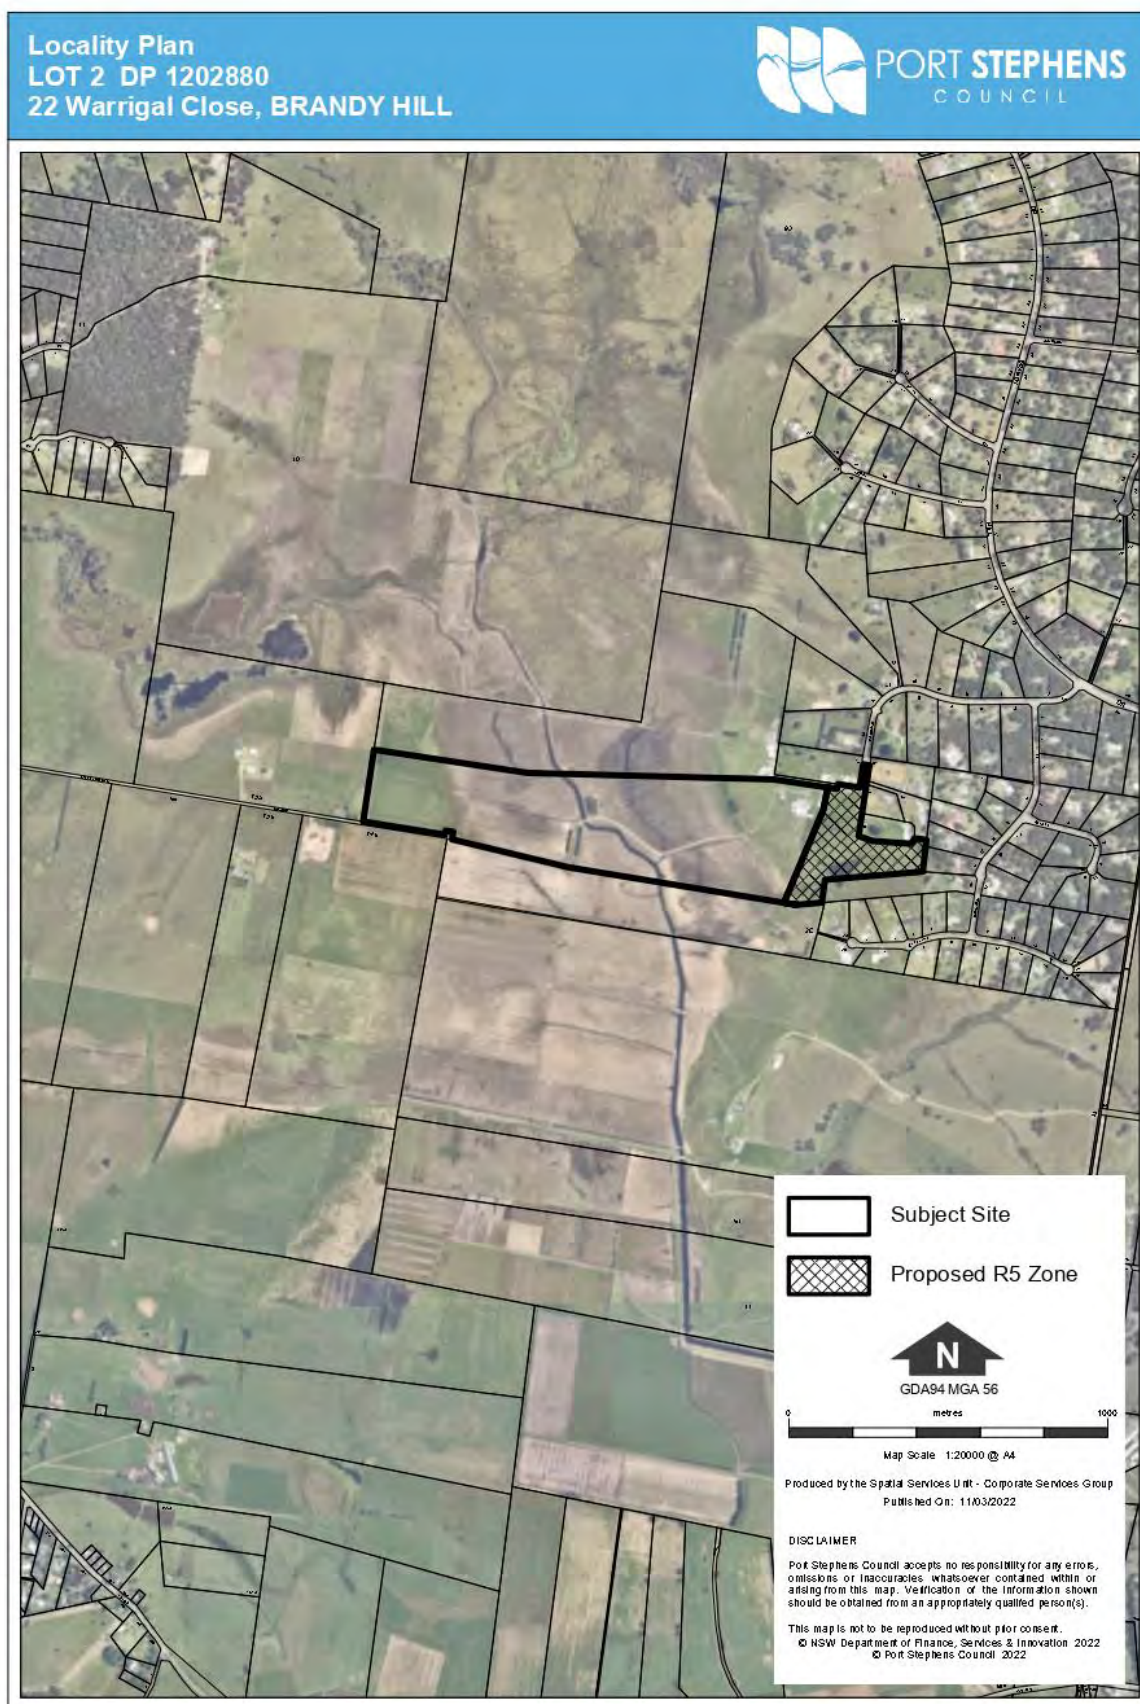 Locality Plan
LOT 2 DP 1202880
22 Warrigal Close, BRANDY HILL
PORT STEPHENS
COUNCIL
Subject Site
Proposed R5 Zone
N
GDA94 MGA 56
0 metres 1000
Map Scale 1:20000 @ A4
Produced by the Spatial Services Unit - Corporate Services Group
Published On: 11/03/2022
DISCLAIMER
Port Stephens Council accepts no responsibility for any errors,
omissions or inaccuracies whatsoever contained within or
arising from this map. Verification of the information shown
should be obtained from an appropriately qualified person(s).
This map is not to be reproduced without prior consent.
© NSW Department of Finance, Services & Innovation 2022
© Port Stephens Council 2022